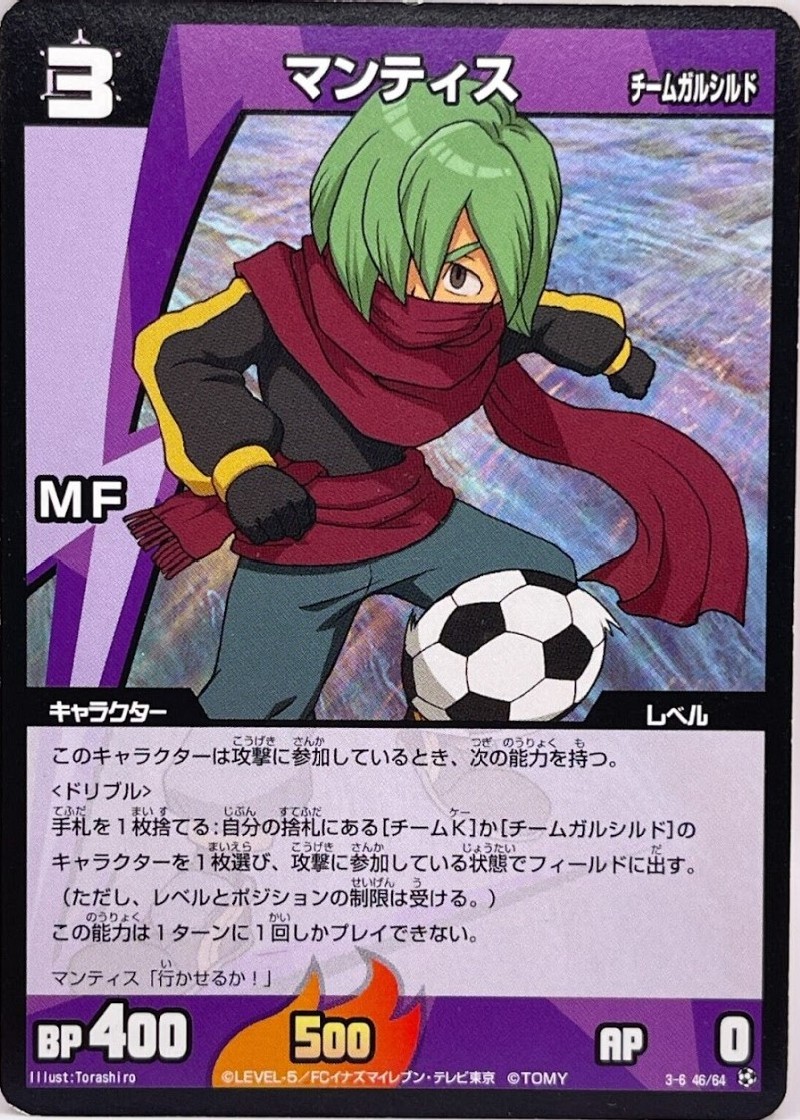 3
マンティス
チームガルシルド
MF
キャラクター
レベル
このキャラクターは攻撃に参加しているとき、次の能力を持つ。
<ドリブル>
手札を1枚捨てる:自分の捨札にある[チームK]か[チームガルシルド]の
キャラクターを1枚選び、攻撃に参加している状態でフィールドに出す。
(ただし、レベルとポジションの制限は受ける。)
この能力は1ターンに1回しかプレイできない。
マンティス「行かせるか!」
BP 400
500
AP 0
Illust:Torashiro
©LEVEL-5/FCイナズマイレブン・テレビ東京 ©TOMY
3-6 46/64